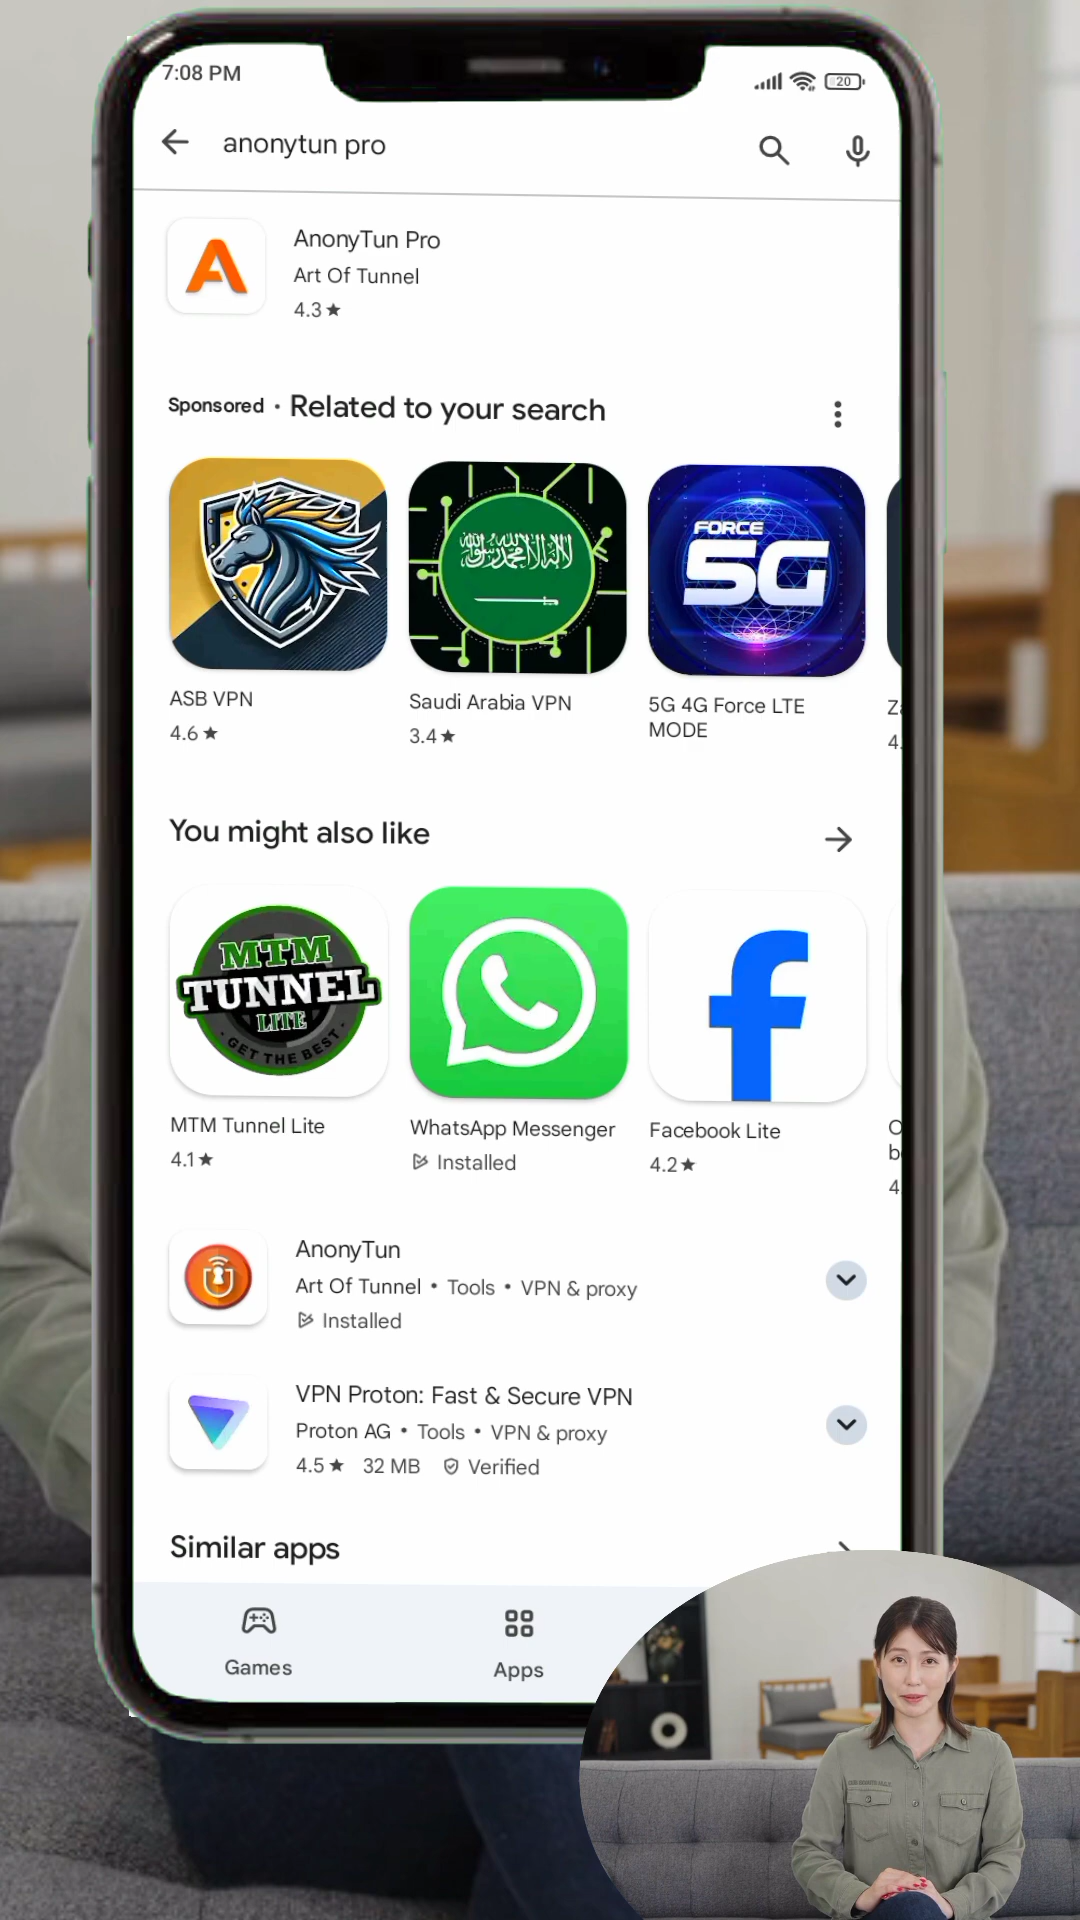 7:08 PM
20
anonytun pro
AnonyTun Pro
Art Of Tunnel
4.3★
Sponsored • Related to your search
FORCE
5G
ASB VPN
4.6★
Saudi Arabia VPN
3.4★
5G 4G Force LTE
MODE
4.
You might also like
MTM
TUNNEL
LITE
· GET THE BEST ·
MTM Tunnel Lite
4.1★
WhatsApp Messenger
Installed
Facebook Lite
4.2★
4
AnonyTun
Art Of Tunnel • Tools • VPN & proxy
Installed
VPN Proton: Fast & Secure VPN
Proton AG • Tools • VPN & proxy
4.5★ 32 MB Verified
Similar apps
Games
Apps